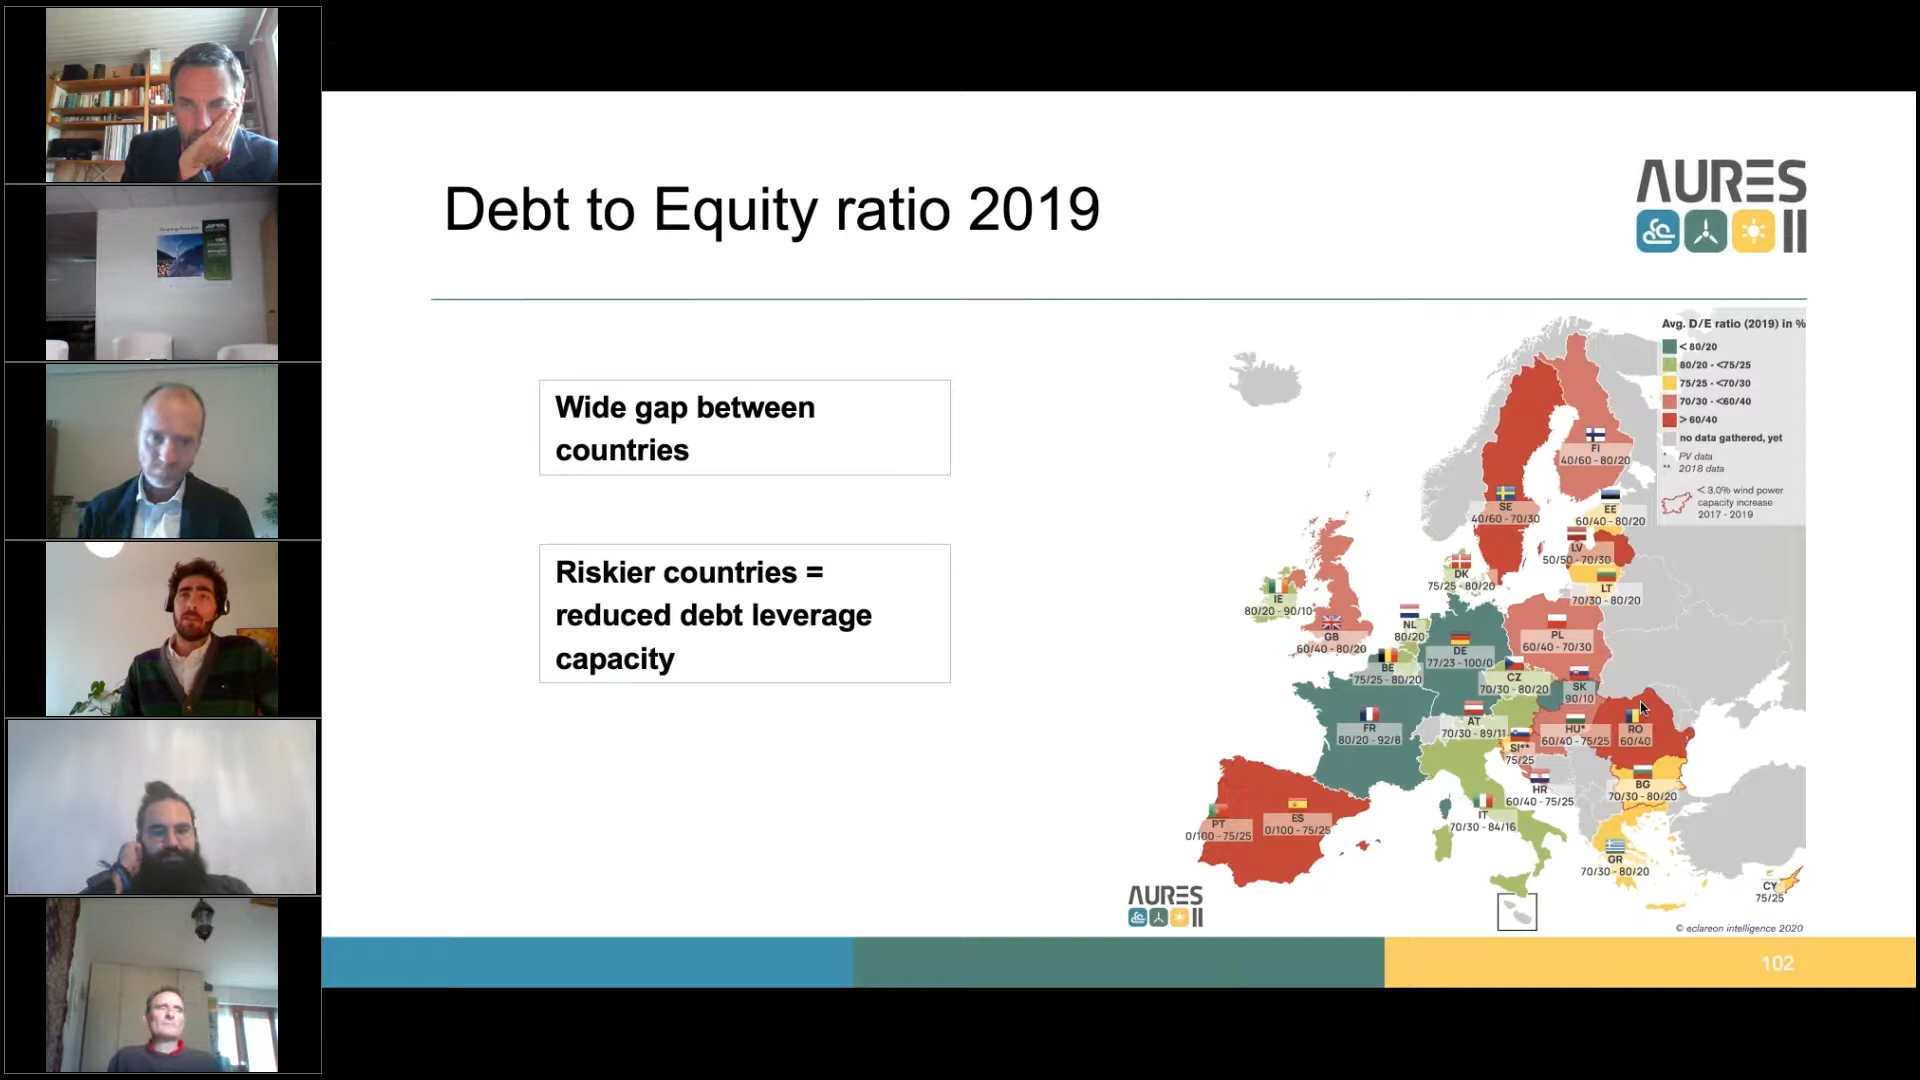 Debt to Equity ratio 2019
AURES
II
Wide gap between
countries
Riskier countries =
reduced debt leverage
capacity
Avg. D/E ratio (2019) in %
< 80/20
80/20 - <75/25
75/25 - <70/30
70/30 - <60/40
> 60/40
no data gathered, yet
* PV data
** 2018 data
< 3.0% wind power
capacity increase
2017 - 2019
FI
40/60 - 80/20
SE
40/60 - 70/30
EE
60/40 - 80/20
LV
50/50 - 70/30
DK
75/25 - 80/20
LT
70/30 - 80/20
IE
80/20 - 90/10
NL
80/20
GB
60/40 - 80/20
PL
60/40 - 70/30
DE
77/23 - 100/0
BE
75/25 - 80/20
CZ
70/30 - 80/20
SK
90/10
FR
80/20 - 92/8
AT
70/30 - 89/11
HU*
60/40 - 75/25
RO
60/40
SI**
75/25
HR
60/40 - 75/25
BG
70/30 - 80/20
PT
0/100 - 75/25
ES
0/100 - 75/25
IT
70/30 - 84/16
GR
70/30 - 80/20
CY
75/25
AURES
II
© eclareon intelligence 2020
102